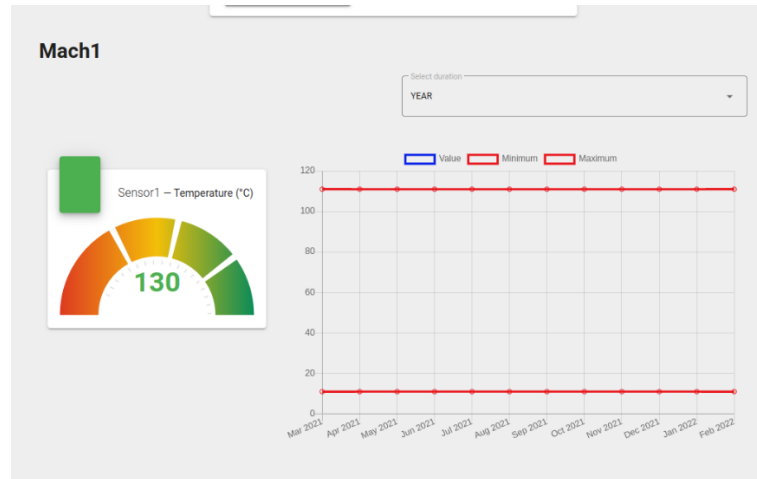 Mach1
Select duration
YEAR
Sensor1 – Temperature (°C)
130
Value Minimum Maximum
120
100
80
60
40
20
0
Mar 2021 Apr 2021 May 2021 Jun 2021 Jul 2021 Aug 2021 Sep 2021 Oct 2021 Nov 2021 Dec 2021 Jan 2022 Feb 2022